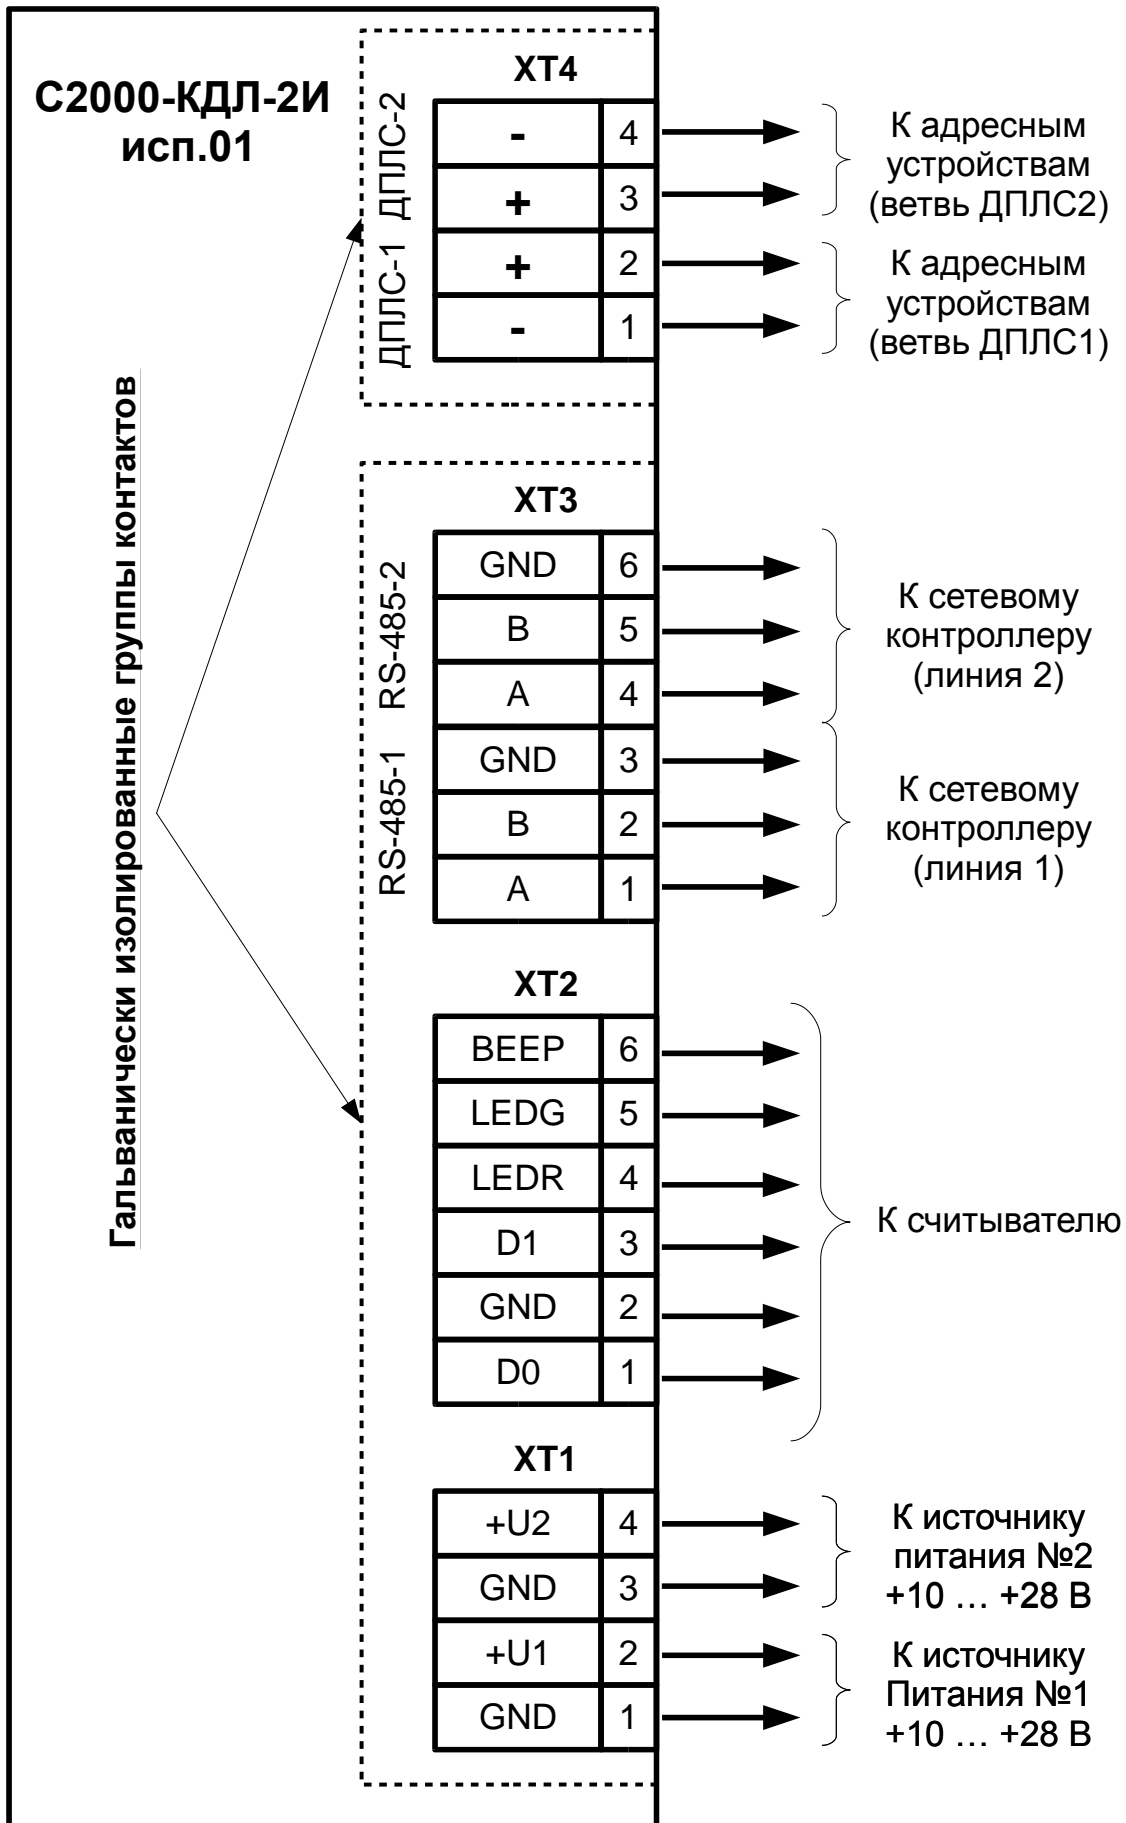 С2000-КДЛ-2И
исп.01
Гальванически изолированные группы контактов
XT4
ДПЛС-2
- 4
+ 3
К адресным
устройствам
(ветвь ДПЛС2)
ДПЛС-1
+ 2
- 1
К адресным
устройствам
(ветвь ДПЛС1)
XT3
RS-485-2
GND 6
B 5
A 4
К сетевому
контроллеру
(линия 2)
RS-485-1
GND 3
B 2
A 1
К сетевому
контроллеру
(линия 1)
XT2
BEEP 6
LEDG 5
LEDR 4
D1 3
GND 2
D0 1
К считывателю
XT1
+U2 4
GND 3
К источнику
питания №2
+10 … +28 В
+U1 2
GND 1
К источнику
Питания №1
+10 … +28 В